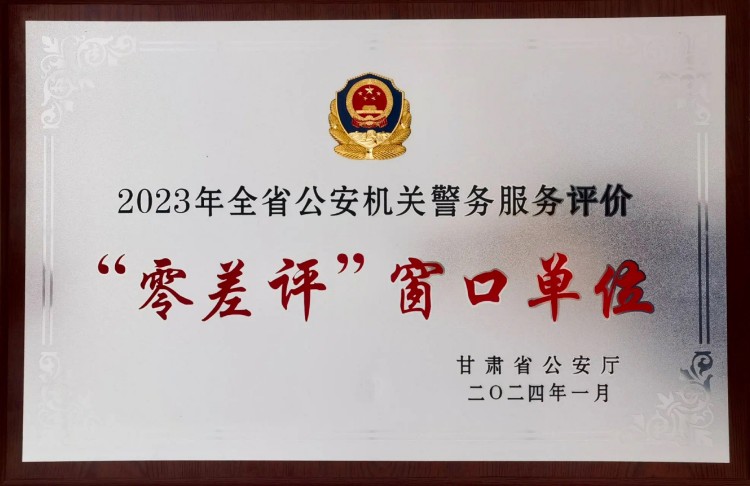 2023年全省公安机关警务服务评价
“零差评”窗口单位
甘肃省公安厅
二〇二四年一月